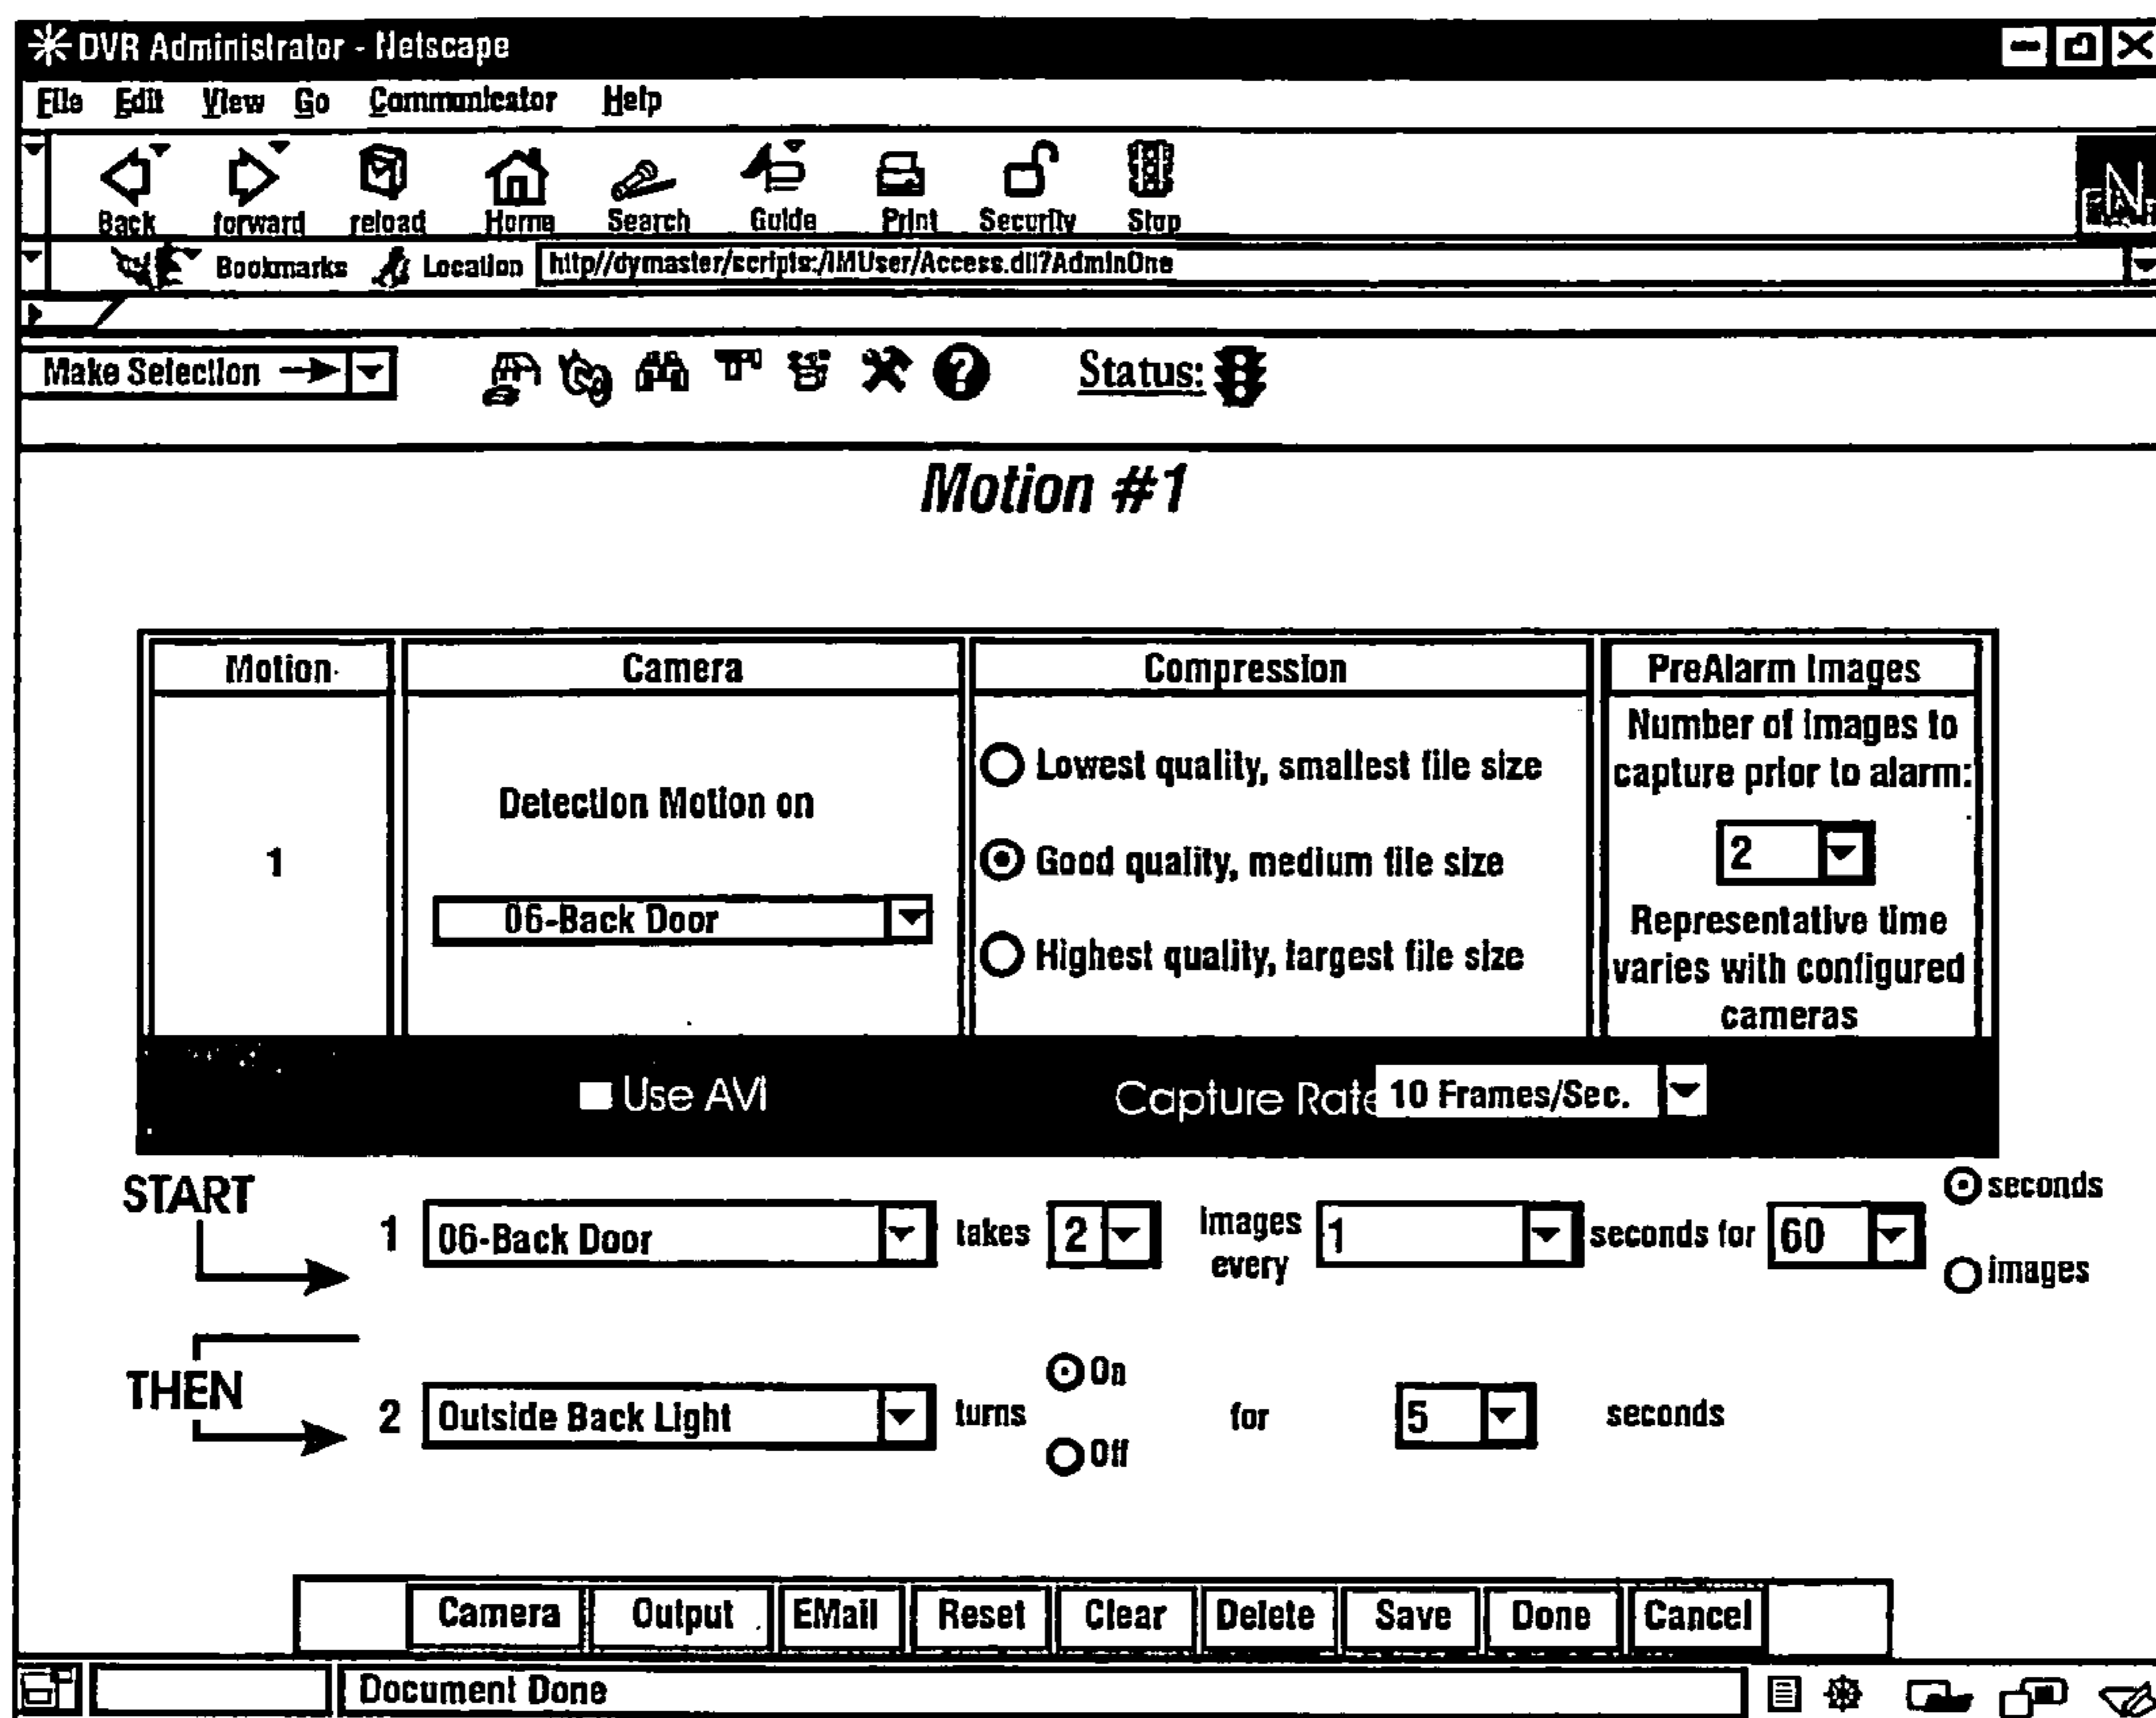 DVR Administrator - Netscape
File Edit View Go Communicator Help
Back forward reload Home Search Guide Print Security Stop
N
Bookmarks Location http//dymaster/scripts:/IMUser/Access.dll?AdminOne
Make Selection Status:
Motion #1
Motion Camera Compression PreAlarm Images
1
Detection Motion on
06-Back Door
Lowest quality, smallest file size
Good quality, medium file size
Highest quality, largest file size
Number of images to
capture prior to alarm:
2
Representative time
varies with configured
cameras
Use AVI Capture Rate 10 Frames/Sec.
START
1 06-Back Door takes 2 Images every 1 seconds for 60 seconds images
THEN
2 Outside Back Light turns On Off for 5 seconds
Camera Output EMail Reset Clear Delete Save Done Cancel
Document Done